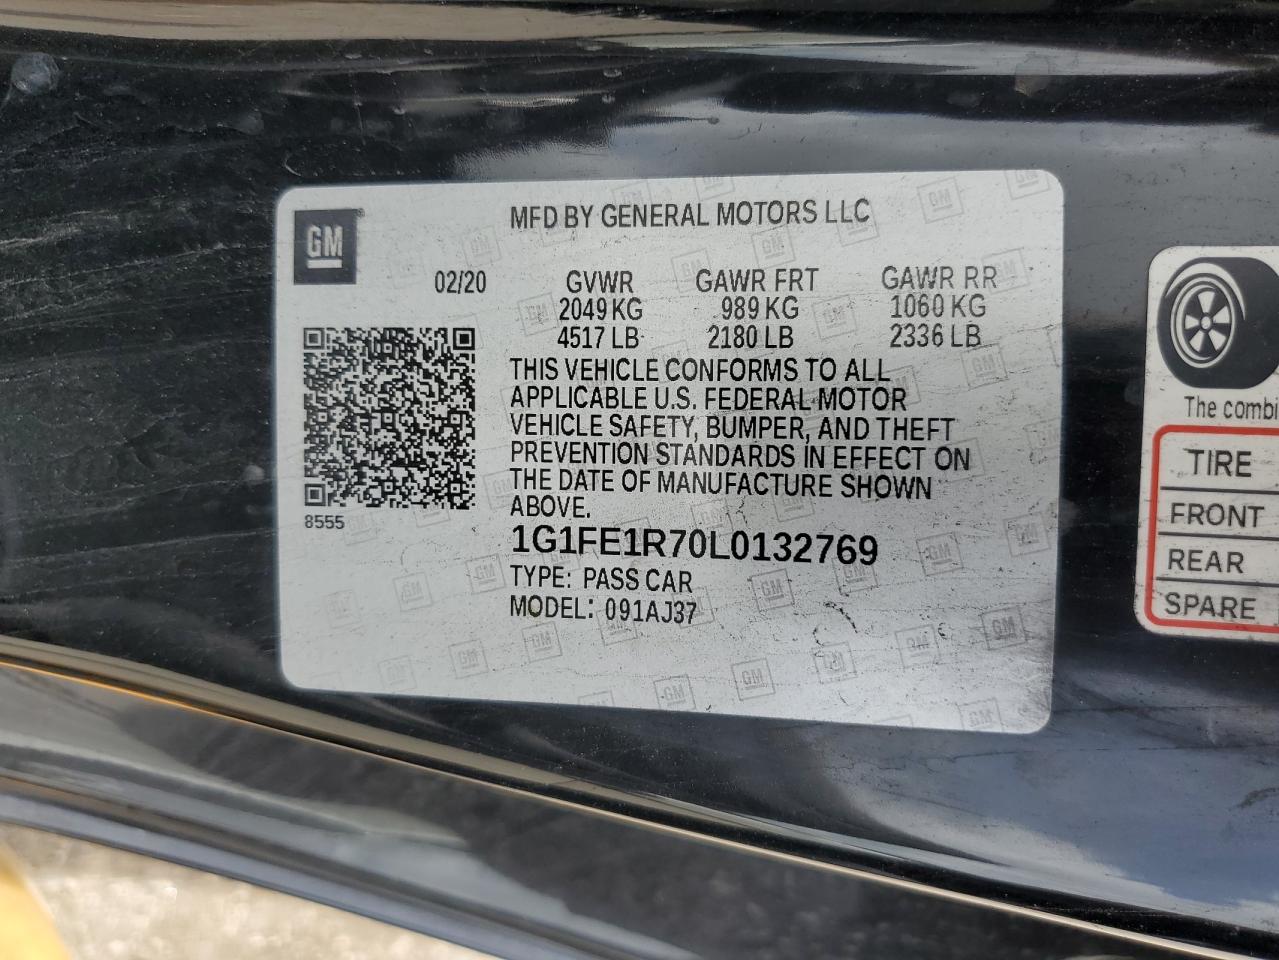 GM
MFD BY GENERAL MOTORS LLC
02/20 GVWR GAWR FRT GAWR RR
2049 KG 989 KG 1060 KG
4517 LB 2180 LB 2336 LB
THIS VEHICLE CONFORMS TO ALL
APPLICABLE U.S. FEDERAL MOTOR
VEHICLE SAFETY, BUMPER, AND THEFT
PREVENTION STANDARDS IN EFFECT ON
THE DATE OF MANUFACTURE SHOWN
ABOVE.
8555
1G1FE1R70L0132769
TYPE: PASS CAR
MODEL: 091AJ37
The combi
TIRE
FRONT
REAR
SPARE